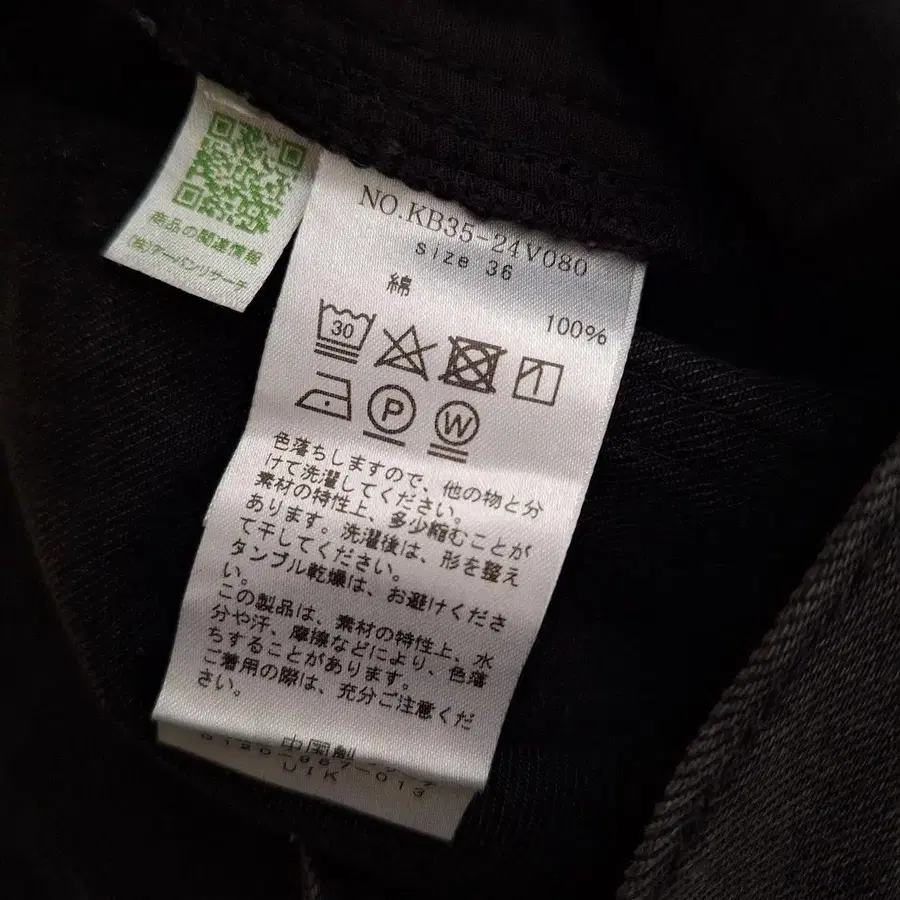 商品の関連情報
(株)アーバンリサーチ
NO.KB35-24V080
size 36
綿
100%
30
P
W
色落ちしますので、他の物と分
けて洗濯してください。
素材の特性上、多少縮むことが
あります。洗濯後は、形を整え
て干してください。
タンブル乾燥は、お避けくださ
い。
この製品は、素材の特性上、水
分や汗、摩擦などにより、色落
ちすることがあります。
ご着用の際は、充分ご注意くだ
さい。
中国製
UIK